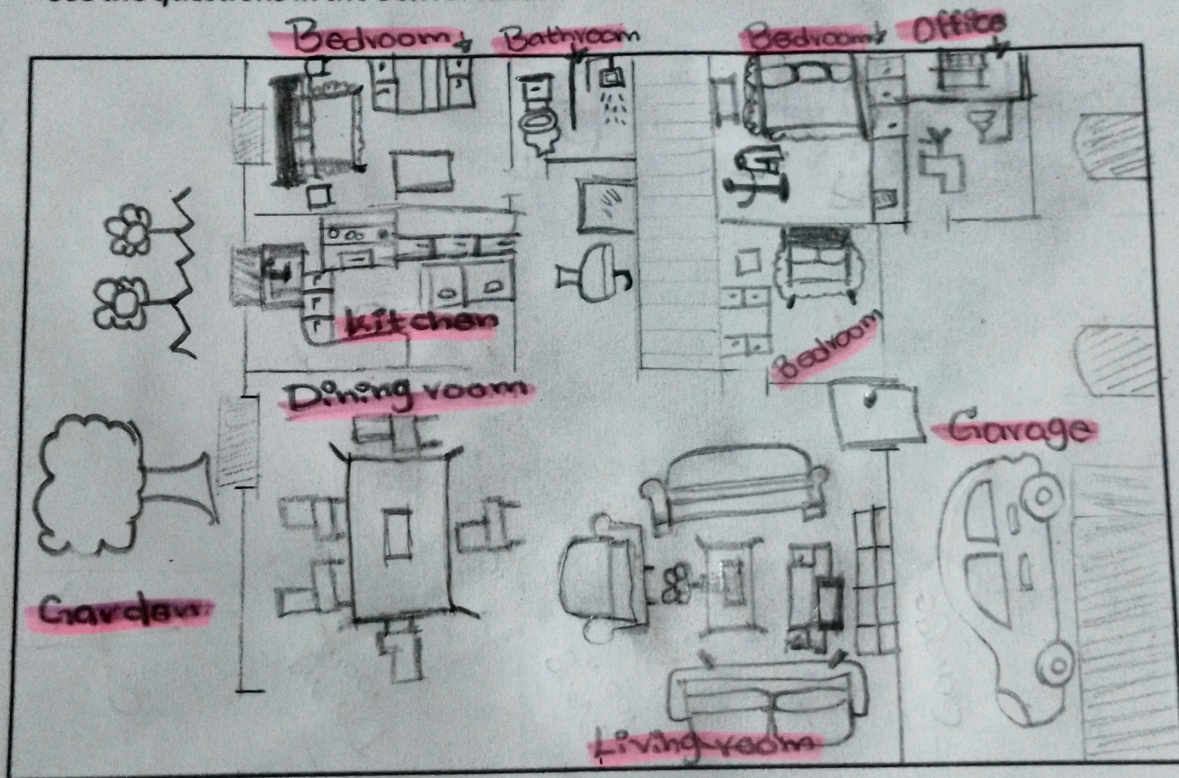 Bedroom
Bathroom
Bedroom
Office
kitchen
Bedroom
Dining room
Garage
Garden
Living room